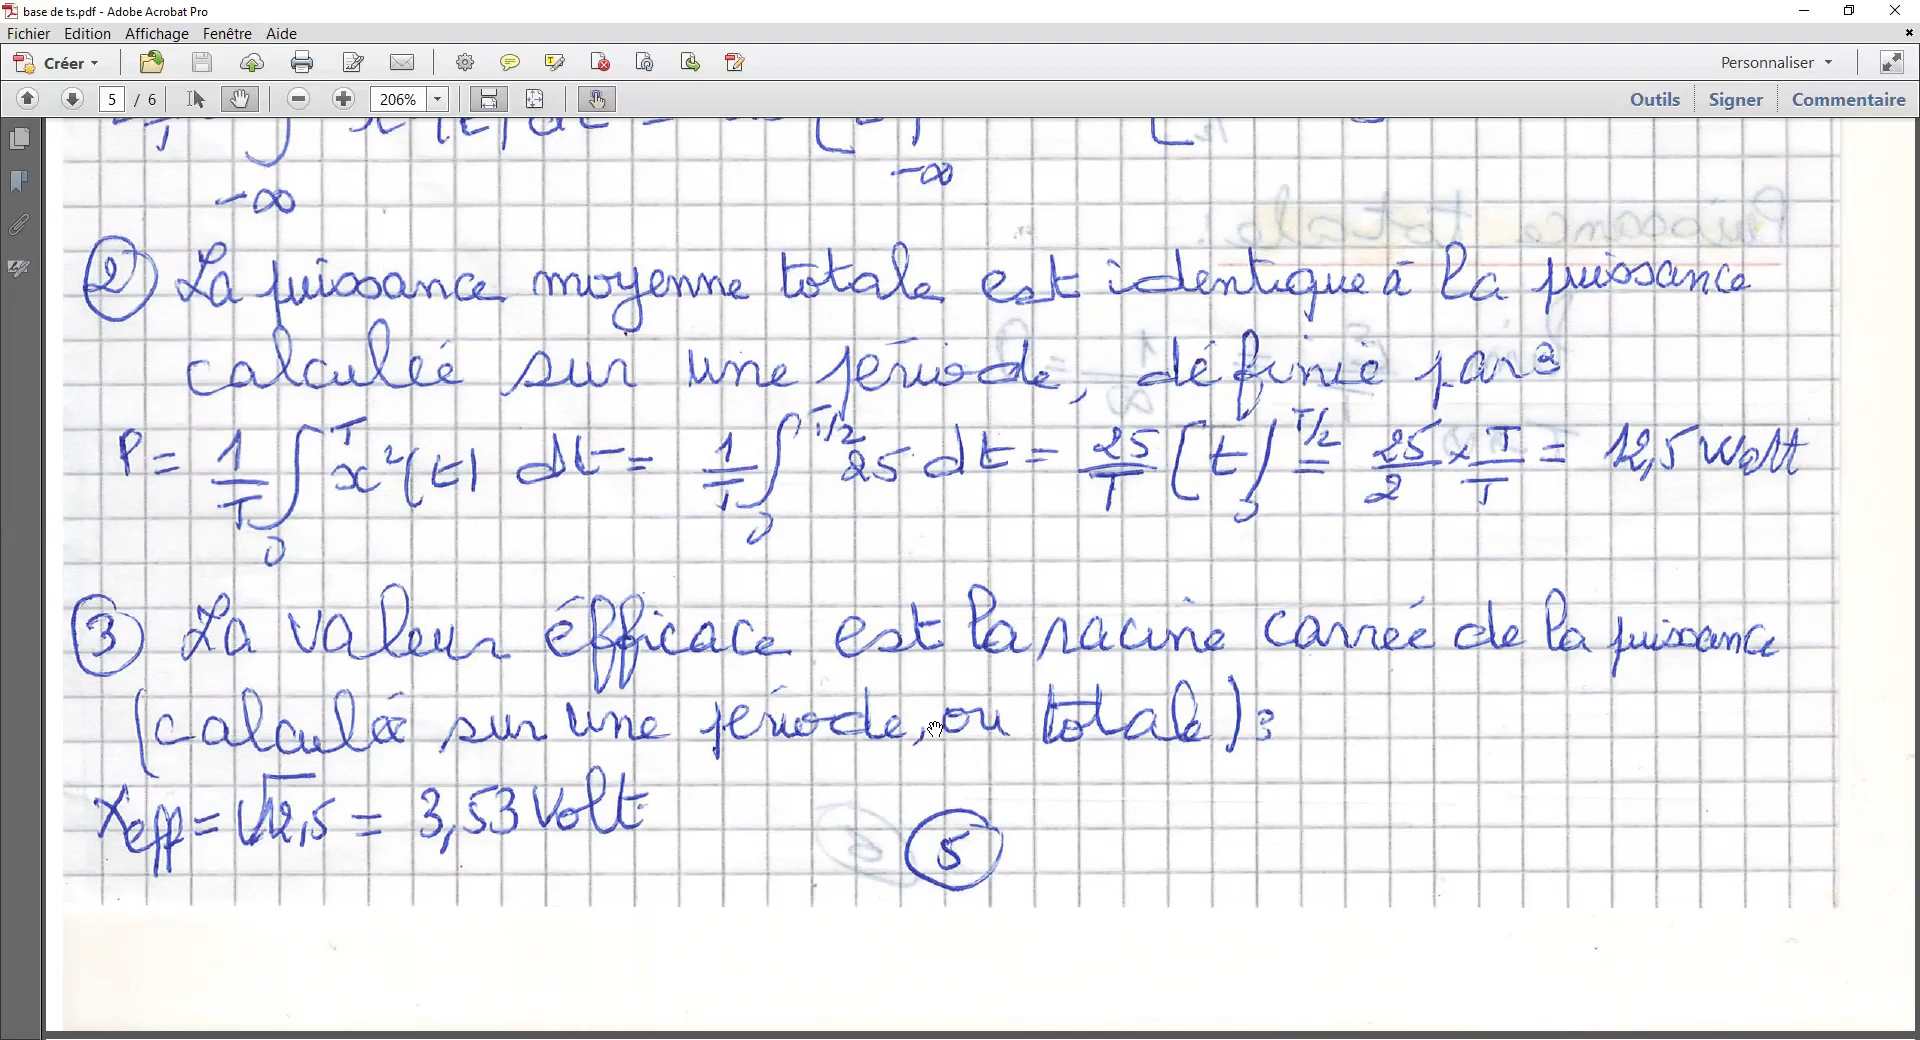 base de ts.pdf - Adobe Acrobat Pro
Fichier Edition Affichage Fenêtre Aide
Créer Personnaliser
5 / 6 206% Outils Signer Commentaire
-∞ -∞
② La puissance moyenne totale est identique à la puissance
calculeé sur une période, définie par :
P = 1/T ∫₀ᵀ x²(t) dt = 1/T ∫₀^T/2 25 dt = 25/T [t]₀^T/2 = 25/2 × T/T = 12,5 Watt
③ La valeur éfficace est la racine carreé de la puissance
(calculée sur une période, ou totale) :
Xeff = √12,5 = 3,53 Volt
5